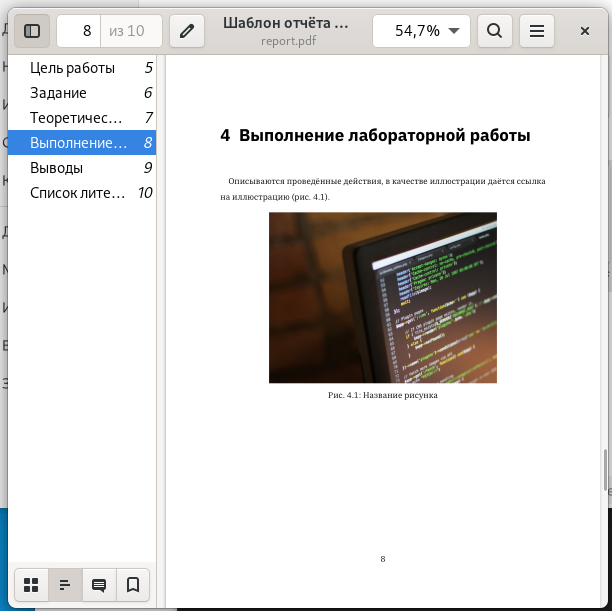 8 из 10
Шаблон отчёта ...
report.pdf
54,7%
Цель работы 5
Задание 6
Теоретичес... 7
Выполнение... 8
Выводы 9
Список лите... 10
4 Выполнение лабораторной работы
Описываются проведённые действия, в качестве иллюстрации даётся ссылка
на иллюстрацию (рис. 4.1).
Рис. 4.1: Название рисунка
8